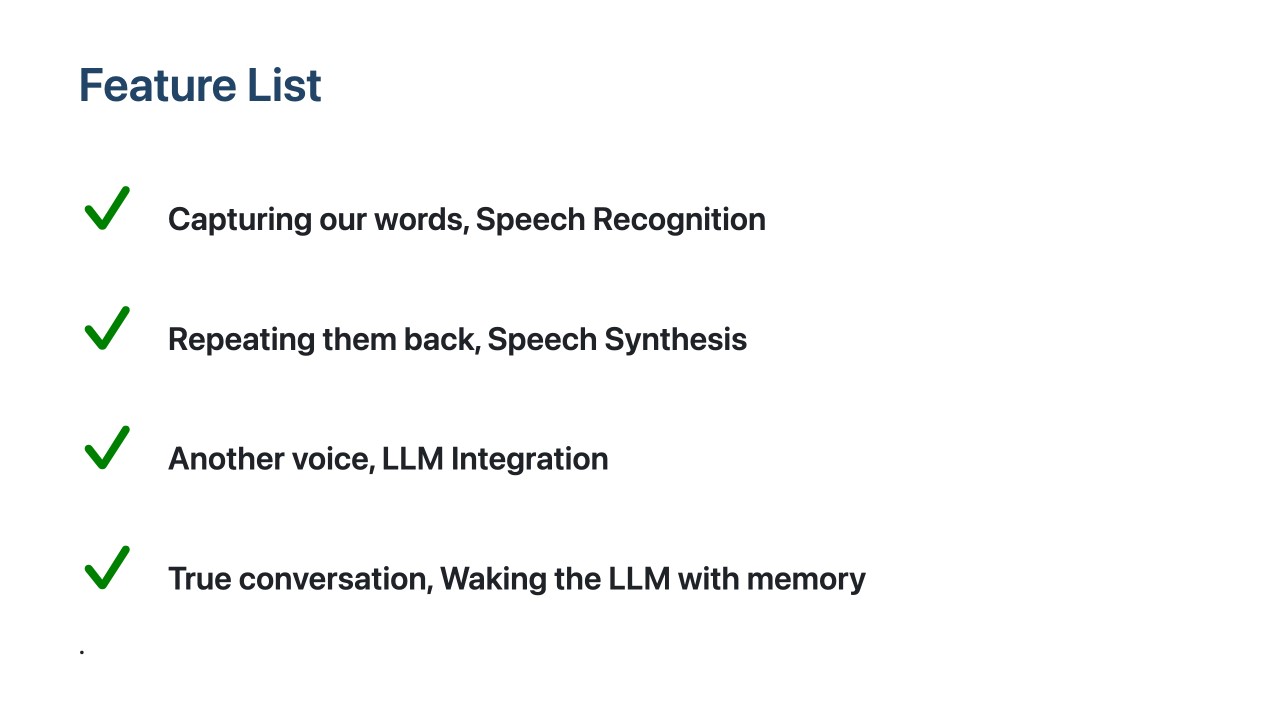 Feature List
Capturing our words, Speech Recognition
Repeating them back, Speech Synthesis
Another voice, LLM Integration
True conversation, Waking the LLM with memory
.